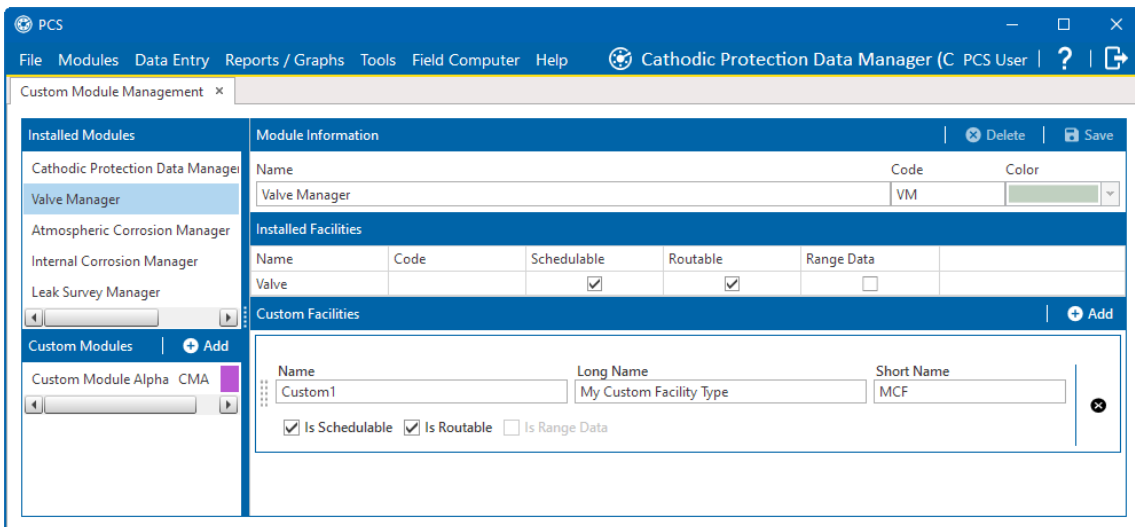 PCS
File Modules Data Entry Reports / Graphs Tools Field Computer Help Cathodic Protection Data Manager (C PCS User | ? |
Custom Module Management ×
Installed Modules
Cathodic Protection Data Manager
Valve Manager
Atmospheric Corrosion Manager
Internal Corrosion Manager
Leak Survey Manager
Custom Modules | Add
Custom Module Alpha CMA
Module Information | Delete | Save
Name Code Color
Valve Manager VM
Installed Facilities
Name Code Schedulable Routable Range Data
Valve
Custom Facilities | Add
Name Long Name Short Name
Custom1 My Custom Facility Type MCF
Is Schedulable Is Routable Is Range Data